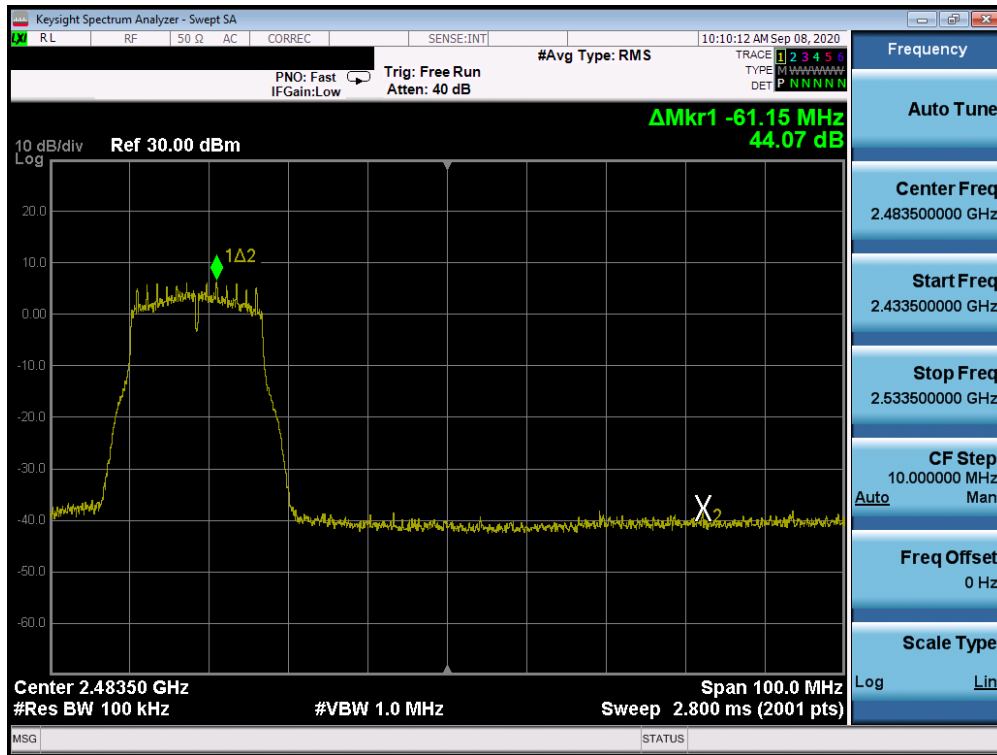 Keysight Spectrum Analyzer - Swept SA
LXI RL RF 50 Ω AC CORREC SENSE:INT 10:10:12 AM Sep 08, 2020
#Avg Type: RMS
TRACE 1 2 3 4 5 6
TYPE M WWWWW
DET P N N N N N
PNO: Fast
IFGain:Low
Trig: Free Run
Atten: 40 dB
ΔMkr1 -61.15 MHz
44.07 dB
10 dB/div Ref 30.00 dBm
Log
20.0
1Δ2
10.0
0.00
-10.0
-20.0
-30.0
-40.0
X2
-50.0
-60.0
Center 2.48350 GHz Span 100.0 MHz
#Res BW 100 kHz #VBW 1.0 MHz Sweep 2.800 ms (2001 pts)
MSG STATUS
Frequency
Auto Tune
Center Freq
2.483500000 GHz
Start Freq
2.433500000 GHz
Stop Freq
2.533500000 GHz
CF Step
10.000000 MHz
Auto Man
Freq Offset
0 Hz
Scale Type
Log Lin